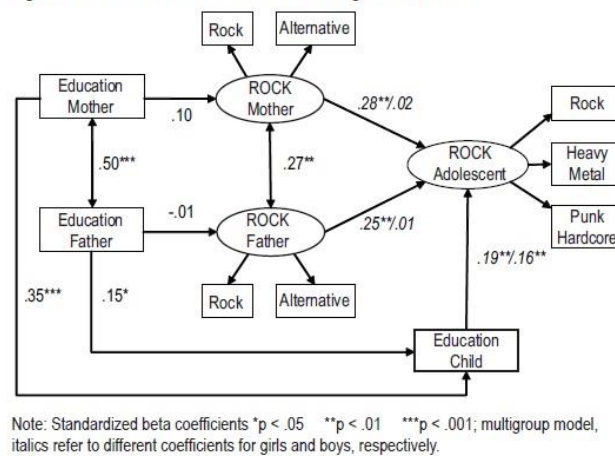 Rock
Alternative
Education
Mother
ROCK
Mother
.10
.28**/.02
Rock
.50***
.27**
ROCK
Adolescent
Heavy
Metal
Education
Father
-.01
ROCK
Father
.25**/.01
Punk
Hardcore
.19**/.16**
.35***
.15*
Rock
Alternative
Education
Child
Note: Standardized beta coefficients *p < .05 **p < .01 ***p < .001; multigroup model,
italics refer to different coefficients for girls and boys, respectively.